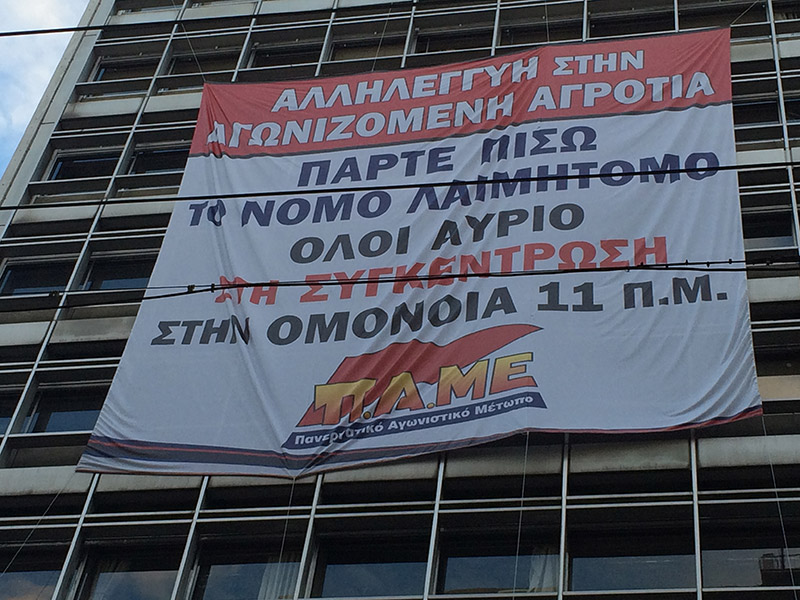 ΑΛΛΗΛΕΓΓΥΗ ΣΤΗΝ
ΑΓΩΝΙΖΟΜΕΝΗ ΑΓΡΟΤΙΑ
ΠΑΡΤΕ ΠΙΣΩ
ΤΟ ΝΟΜΟ ΛΑΙΜΗΤΟΜΟ
ΟΛΟΙ ΑΥΡΙΟ
ΣΤΗ ΣΥΓΚΕΝΤΡΩΣΗ
ΣΤΗΝ ΟΜΟΝΟΙΑ 11 Π.Μ.
Π.Α.ΜΕ
Πανεργατικό Αγωνιστικό Μέτωπο